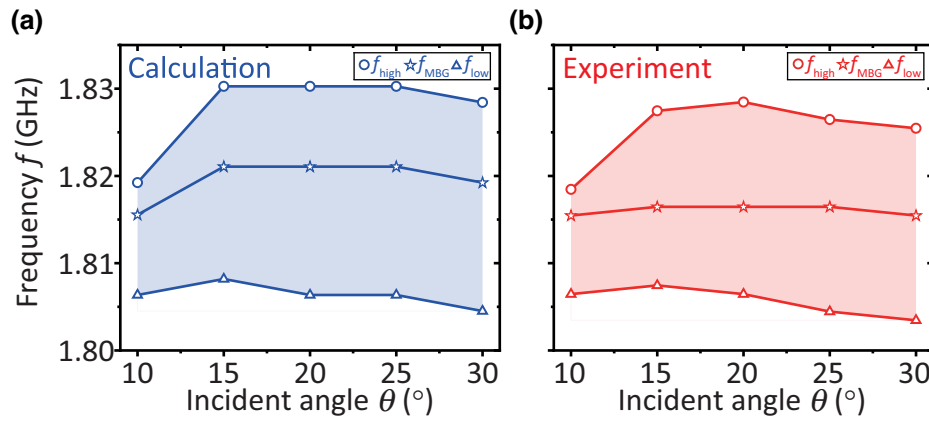 (a)
(b)
Calculation
f_high f_MBG f_low
Experiment
f_high f_MBG f_low
Frequency f (GHz)
1.83
1.82
1.81
1.80
10 15 20 25 30
10 15 20 25 30
Incident angle θ (°)
Incident angle θ (°)